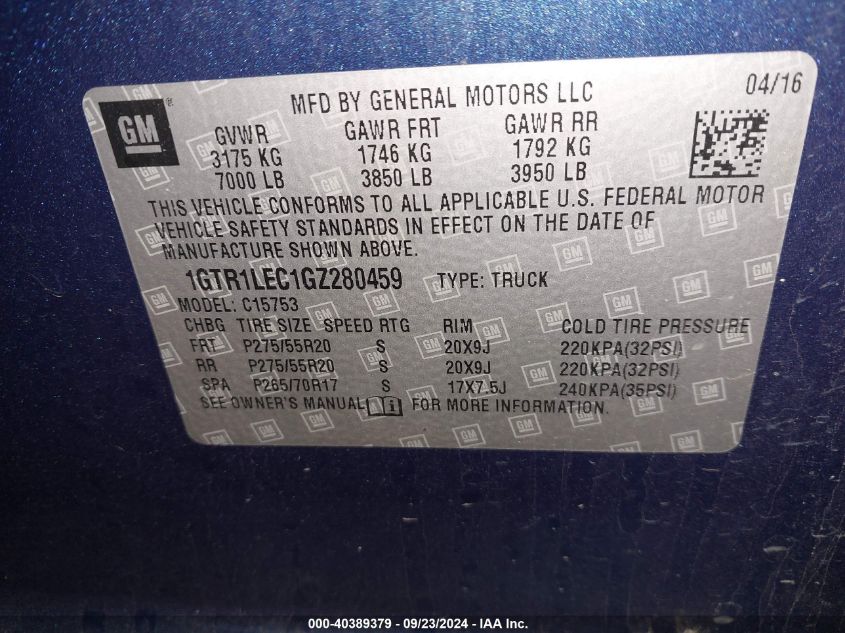 GM ® MFD BY GENERAL MOTORS LLC 04/16
GVWR GAWR FRT GAWR RR
3175 KG 1746 KG 1792 KG
7000 LB 3850 LB 3950 LB
THIS VEHICLE CONFORMS TO ALL APPLICABLE U.S. FEDERAL MOTOR
VEHICLE SAFETY STANDARDS IN EFFECT ON THE DATE OF
MANUFACTURE SHOWN ABOVE.
1GTR1LEC1GZ280459 TYPE: TRUCK
MODEL: C15753
CHBG TIRE SIZE SPEED RTG RIM COLD TIRE PRESSURE
FRT P275/55R20 S 20X9J 220KPA(32PSI)
RR P275/55R20 S 20X9J 220KPA(32PSI)
SPA P265/70R17 S 17X7.5J 240KPA(35PSI)
SEE OWNER'S MANUAL FOR MORE INFORMATION.
000-40389379 - 09/23/2024 - IAA Inc.